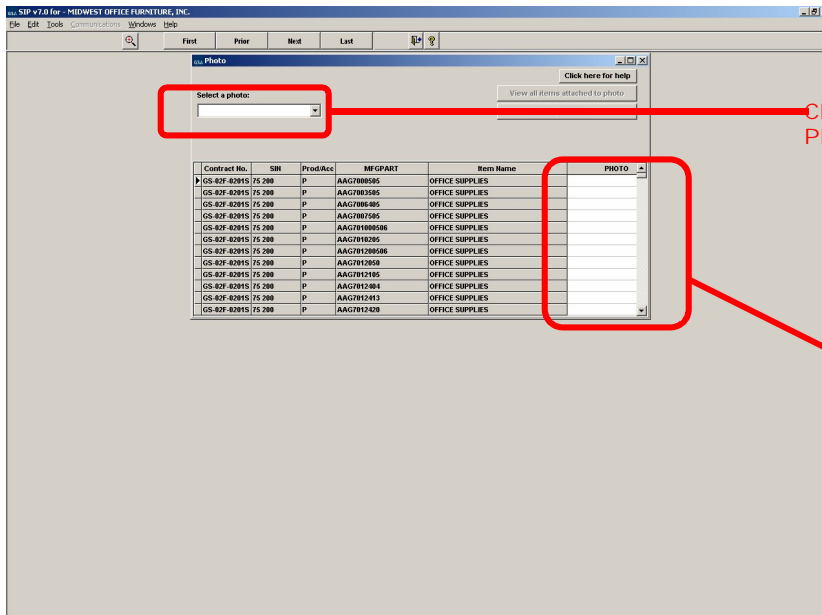 SIP v7.0 for - MIDWEST OFFICE FURNITURE, INC.
File Edit Tools Communications Windows Help
First Prior Next Last
GSA Photo
Click here for help
Select a photo:
View all items attached to photo
Contract No. SIN Prod/Acc MFGPART Item Name PHOTO
GS-02F-0201S 75 200 P AAG7000505 OFFICE SUPPLIES
GS-02F-0201S 75 200 P AAG7003505 OFFICE SUPPLIES
GS-02F-0201S 75 200 P AAG7006405 OFFICE SUPPLIES
GS-02F-0201S 75 200 P AAG7007505 OFFICE SUPPLIES
GS-02F-0201S 75 200 P AAG701000506 OFFICE SUPPLIES
GS-02F-0201S 75 200 P AAG7010205 OFFICE SUPPLIES
GS-02F-0201S 75 200 P AAG701200506 OFFICE SUPPLIES
GS-02F-0201S 75 200 P AAG7012050 OFFICE SUPPLIES
GS-02F-0201S 75 200 P AAG7012105 OFFICE SUPPLIES
GS-02F-0201S 75 200 P AAG7012404 OFFICE SUPPLIES
GS-02F-0201S 75 200 P AAG7012413 OFFICE SUPPLIES
GS-02F-0201S 75 200 P AAG7012420 OFFICE SUPPLIES